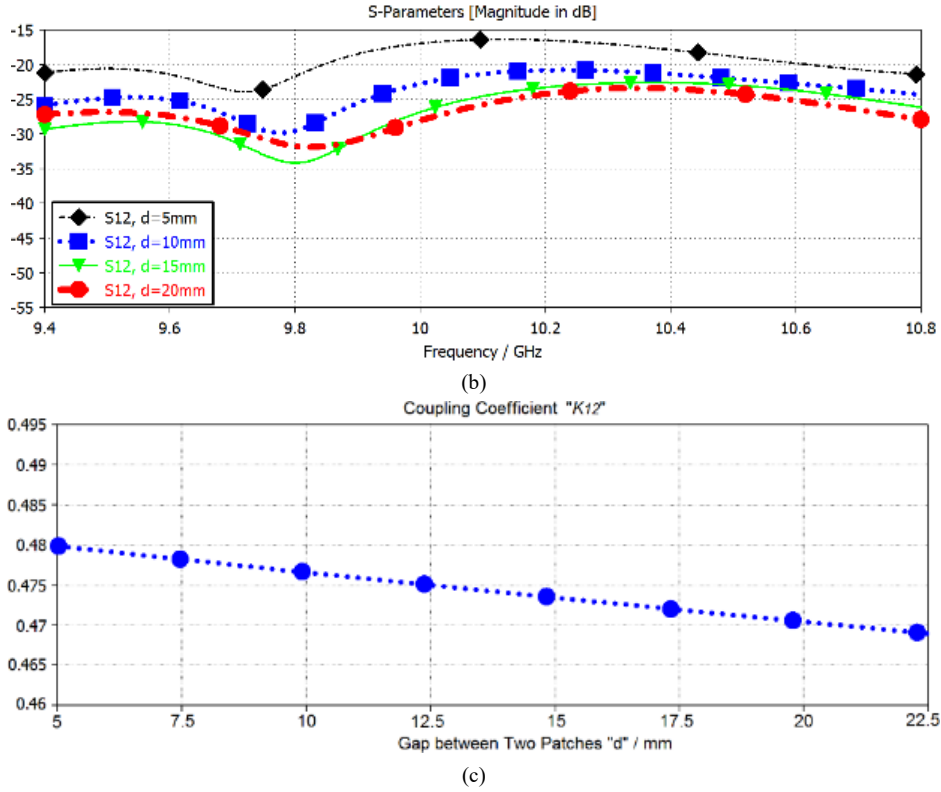 S-Parameters [Magnitude in dB]
-15
-20
-25
-30
-35
-40
-45
-50
-55
S12, d=5mm
S12, d=10mm
S12, d=15mm
S12, d=20mm
9.4 9.6 9.8 10 10.2 10.4 10.6 10.8
Frequency / GHz
(b)
Coupling Coefficient "K12"
0.495
0.49
0.485
0.48
0.475
0.47
0.465
0.46
5 7.5 10 12.5 15 17.5 20 22.5
Gap between Two Patches "d" / mm
(c)